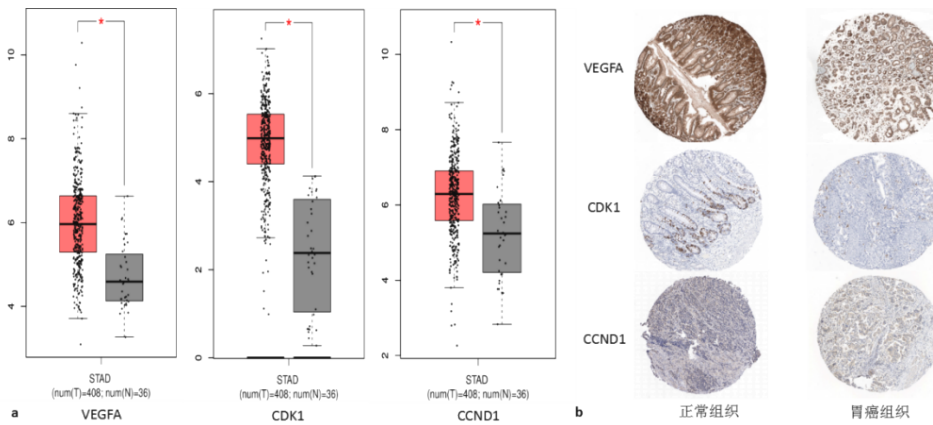 *
10
8
6
4
STAD
(num(T)=408; num(N)=36)
VEGFA
*
6
4
2
0
STAD
(num(T)=408; num(N)=36)
CDK1
*
10
8
6
4
2
STAD
(num(T)=408; num(N)=36)
CCND1
a
VEGFA
CDK1
CCND1
b
正常组织
胃癌组织